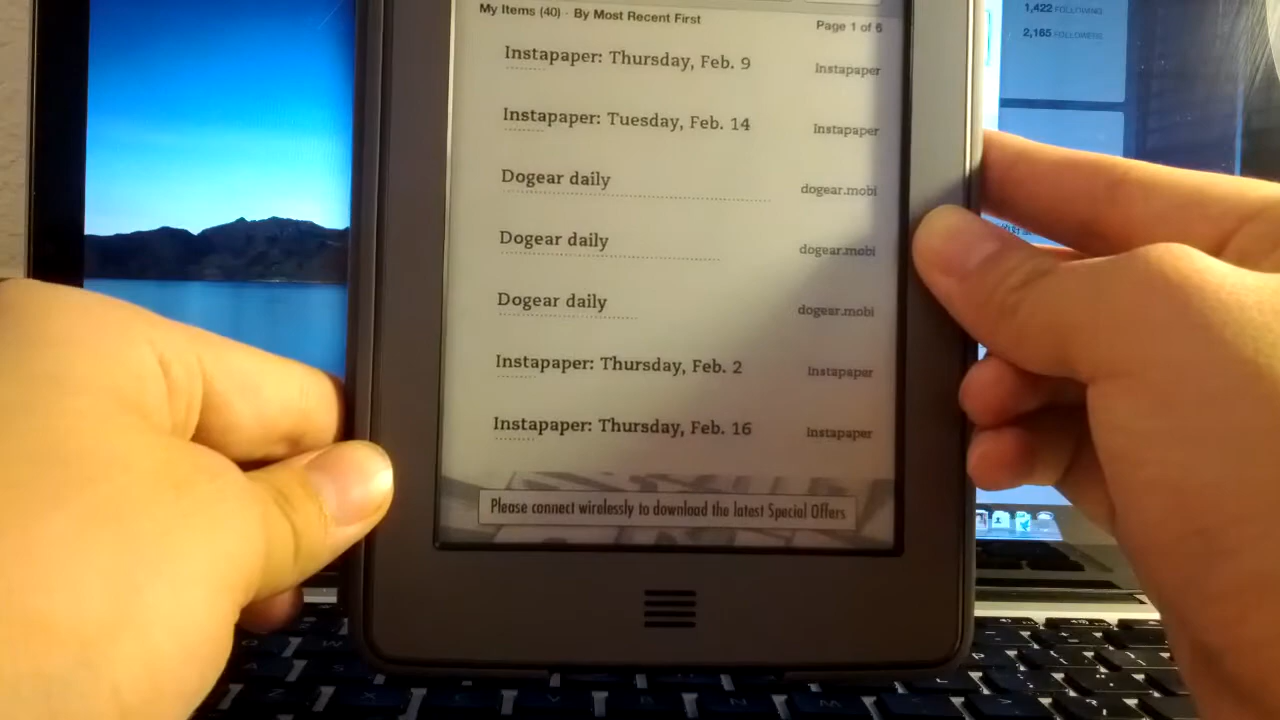 1,422 FOLLOWING
2,165 FOLLOWERS
My Items (40) · By Most Recent First
Page 1 of 6
Instapaper: Thursday, Feb. 9 Instapaper
Instapaper: Tuesday, Feb. 14 Instapaper
Dogear daily dogear.mobi
Dogear daily dogear.mobi
Dogear daily dogear.mobi
Instapaper: Thursday, Feb. 2 Instapaper
Instapaper: Thursday, Feb. 16 Instapaper
Please connect wirelessly to download the latest Special Offers